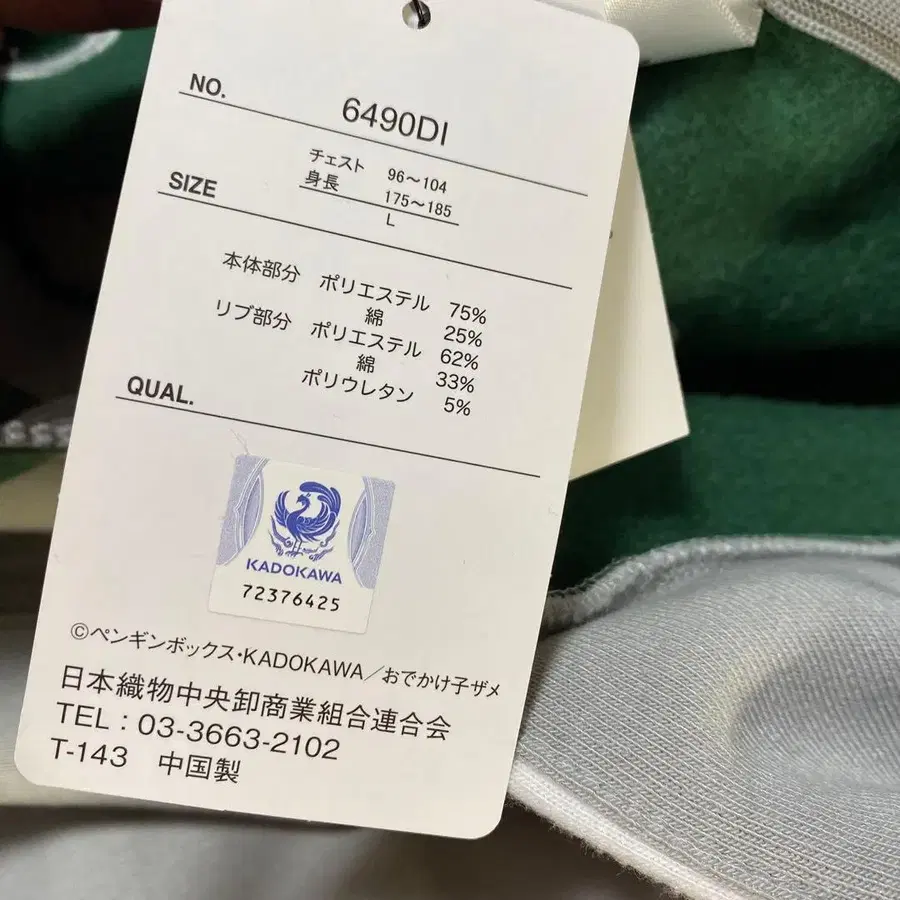 NO.
6490DI
チェスト 96〜104
身長 175〜185
SIZE
L
本体部分 ポリエステル 75%
綿 25%
リブ部分 ポリエステル 62%
綿 33%
ポリウレタン 5%
QUAL.
KADOKAWA
72376425
©ペンギンボックス・KADOKAWA/おでかけ子ザメ
日本織物中央卸商業組合連合会
TEL：03-3663-2102
T-143 中国製